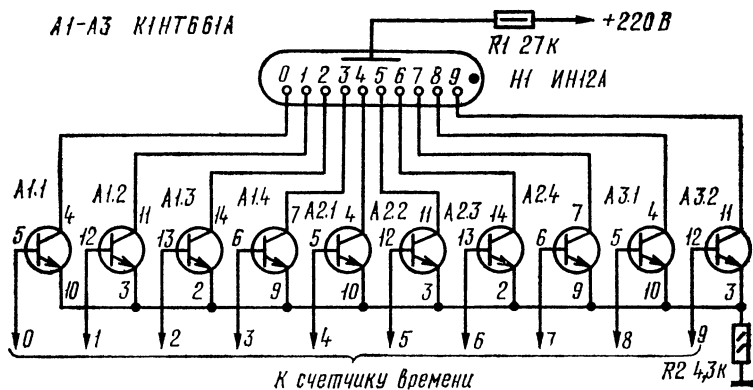 А1-А3 К1НТ661А
R1 27к
+220В
0 1 2 3 4 5 6 7 8 9
Н1 ИН12А
А1.1 А1.2 А1.3 А1.4 А2.1 А2.2 А2.3 А2.4 А3.1 А3.2
4 11 14 7 4 11 14 7 4 11
5 12 13 6 5 12 13 6 5 12
10 3 2 9 10 3 2 9 10 3
0 1 2 3 4 5 6 7 8 9
R2 4,3к
К счетчику времени